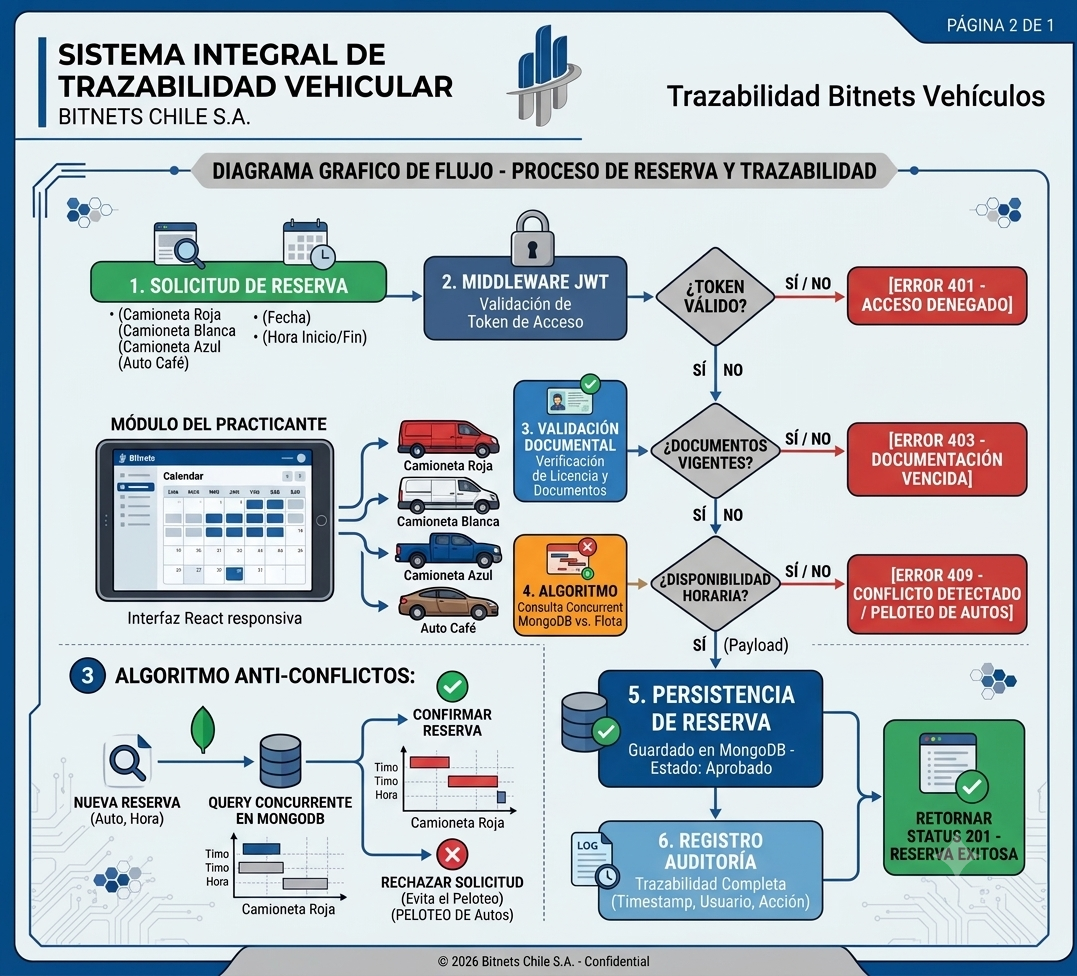 PÁGINA 2 DE 1
SISTEMA INTEGRAL DE
TRAZABILIDAD VEHICULAR
BITNETS CHILE S.A.
Trazabilidad Bitnets Vehículos
DIAGRAMA GRAFICO DE FLUJO - PROCESO DE RESERVA Y TRAZABILIDAD
1. SOLICITUD DE RESERVA
• (Camioneta Roja
(Camioneta Blanca
(Camioneta Azul
(Auto Café)
• (Fecha)
• (Hora Inicio/Fin)
2. MIDDLEWARE JWT
Validación de
Token de Acceso
¿TOKEN
VÁLIDO?
SÍ / NO
[ERROR 401 -
ACCESO DENEGADO]
SÍ NO
MÓDULO DEL PRACTICANTE
Bitneto
Calendar
Interfaz React responsiva
Camioneta Roja
Camioneta Blanca
Camioneta Azul
Auto Café
3. VALIDACIÓN
DOCUMENTAL
Verificación
de Licencia y
Documentos
¿DOCUMENTOS
VIGENTES?
SÍ / NO
[ERROR 403 -
DOCUMENTACIÓN
VENCIDA]
SÍ NO
4. ALGORITMO
Consulta Concurrent
MongoDB vs. Flota
¿DISPONIBILIDAD
HORARIA?
SÍ / NO
[ERROR 409 -
CONFLICTO DETECTADO
/ PELOTEO DE AUTOS]
SÍ (Payload)
3 ALGORITMO ANTI-CONFLICTOS:
NUEVA RESERVA
(Auto, Hora)
QUERY CONCURRENTE
EN MONGODB
Timo
Timo
Hora
Camioneta Roja
CONFIRMAR
RESERVA
Timo
Timo
Hora
Camioneta Roja
RECHAZAR SOLICITUD
(Evita el Peloteo)
(PELOTEO DE Autos)
5. PERSISTENCIA
DE RESERVA
Guardado en MongoDB -
Estado: Aprobado
LOG
6. REGISTRO
AUDITORÍA
Trazabilidad Completa
(Timestamp, Usuario, Acción)
RETORNAR
STATUS 201 -
RESERVA EXITOSA
© 2026 Bitnets Chile S.A. - Confidential